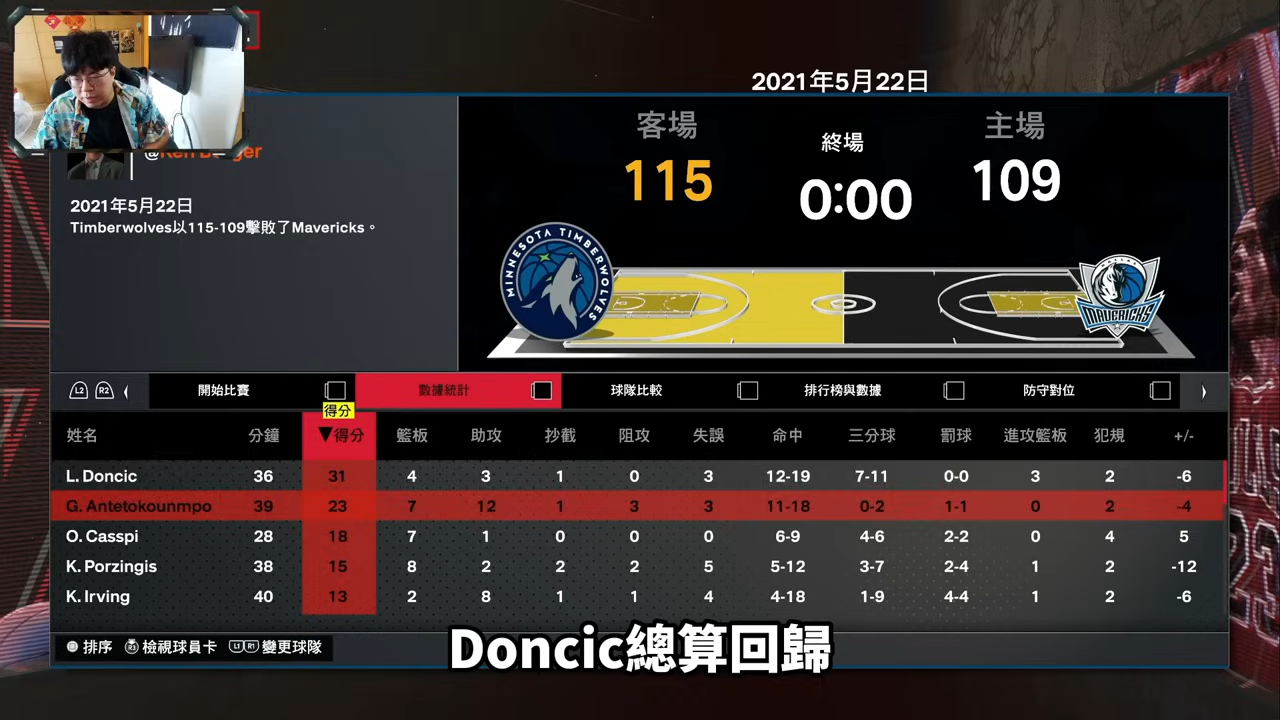 2021年5月22日
2021年5月22日
Timberwolves以115-109擊敗了Mavericks。
客場
115
終場
0:00
主場
109
MINNESOTA TIMBERWOLVES
DALLAS
MAVERICKS
L2 R2 開始比賽 數據統計 球隊比較 排行榜與數據 防守對位
得分
姓名 分鐘 ▼得分 籃板 助攻 抄截 阻攻 失誤 命中 三分球 罰球 進攻籃板 犯規 +/-
L. Doncic 36 31 4 3 1 0 3 12-19 7-11 0-0 3 2 -6
G. Antetokounmpo 39 23 7 12 1 3 3 11-18 0-2 1-1 0 2 -4
O. Casspi 28 18 7 1 0 0 0 6-9 4-6 2-2 0 4 5
K. Porzingis 38 15 8 2 2 2 5 5-12 3-7 2-4 1 2 -12
K. Irving 40 13 2 8 1 1 4 4-18 1-9 4-4 1 2 -6
排序 檢視球員卡 L1 R1 變更球隊
Doncic總算回歸